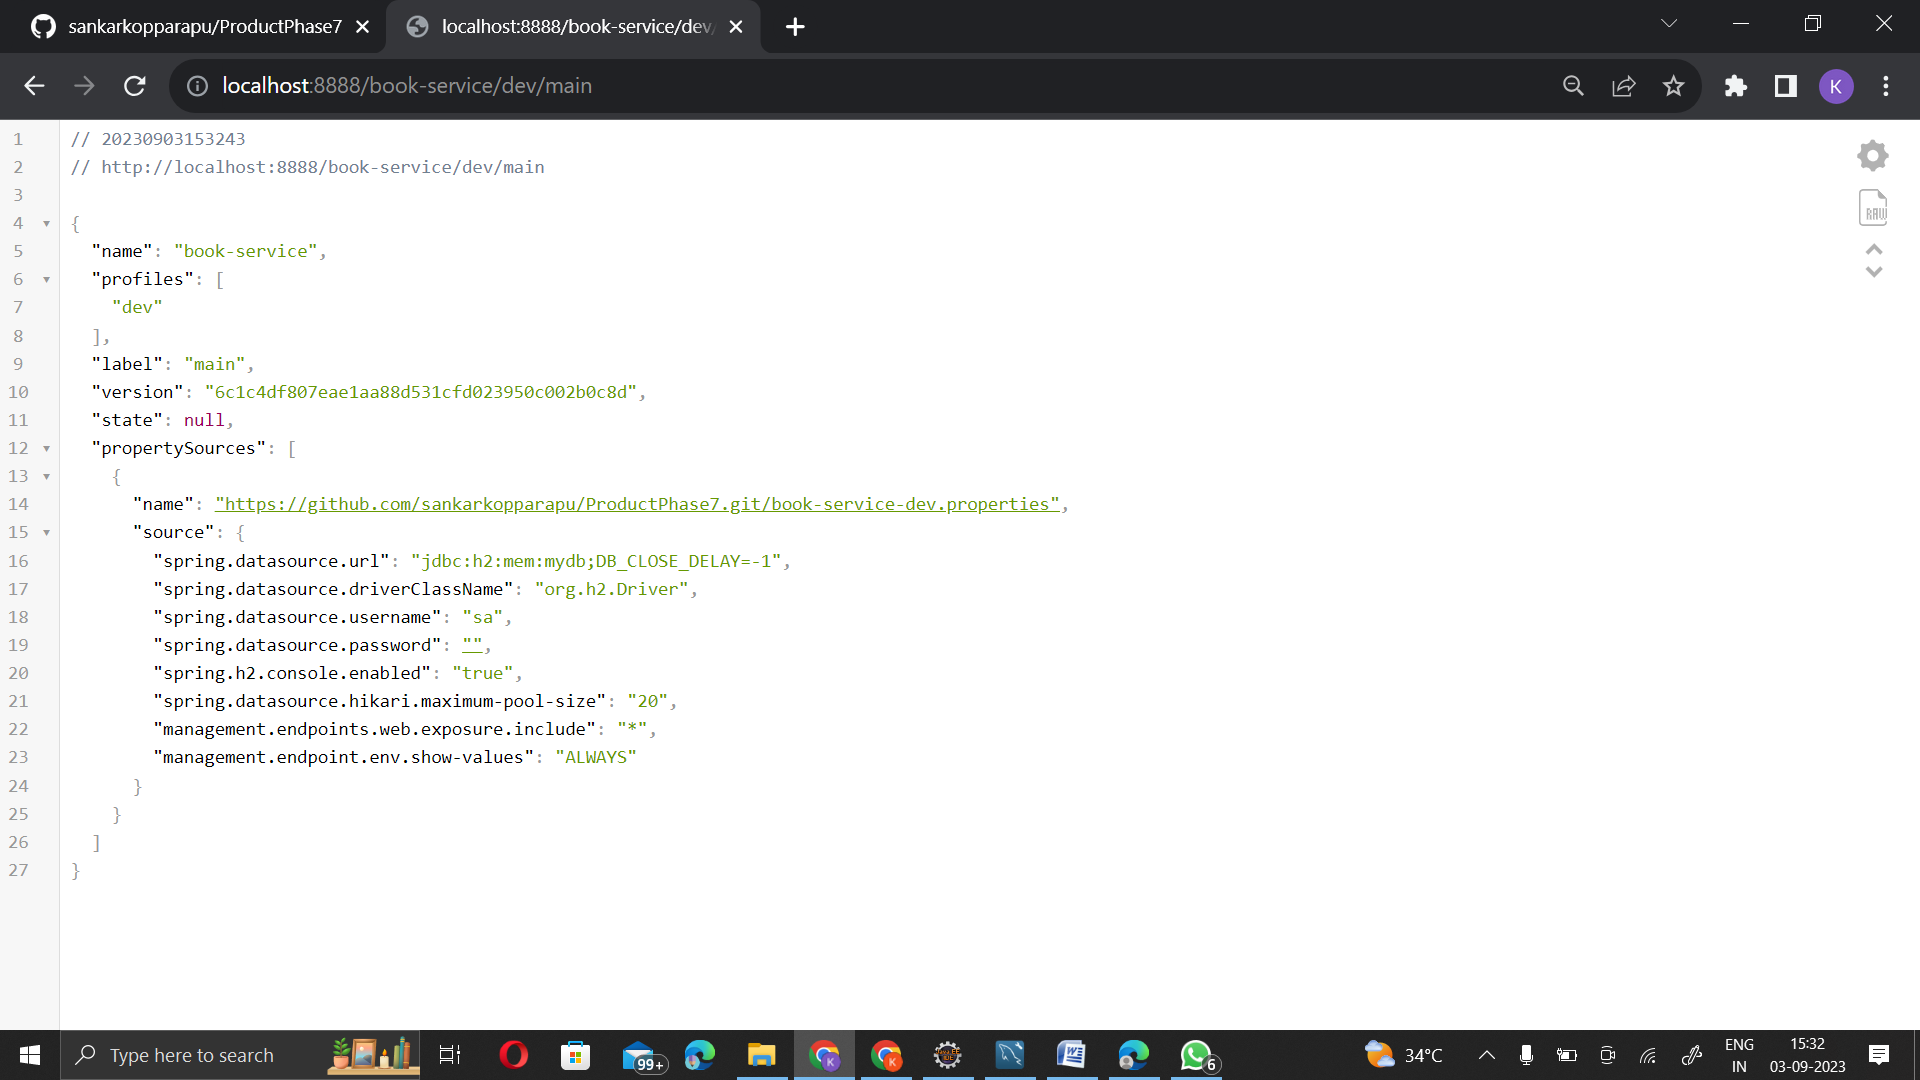 sankarkopparapu/ProductPhase7
localhost:8888/book-service/dev/
localhost:8888/book-service/dev/main
K
1 // 20230903153243
2 // http://localhost:8888/book-service/dev/main
3
4 {
5 "name": "book-service",
6 "profiles": [
7 "dev"
8 ],
9 "label": "main",
10 "version": "6c1c4df807eae1aa88d531cfd023950c002b0c8d",
11 "state": null,
12 "propertySources": [
13 {
14 "name": "https://github.com/sankarkopparapu/ProductPhase7.git/book-service-dev.properties",
15 "source": {
16 "spring.datasource.url": "jdbc:h2:mem:mydb;DB_CLOSE_DELAY=-1",
17 "spring.datasource.driverClassName": "org.h2.Driver",
18 "spring.datasource.username": "sa",
19 "spring.datasource.password": "",
20 "spring.h2.console.enabled": "true",
21 "spring.datasource.hikari.maximum-pool-size": "20",
22 "management.endpoints.web.exposure.include": "*",
23 "management.endpoint.env.show-values": "ALWAYS"
24 }
25 }
26 ]
27 }
RAW
Type here to search
99+
K
K
W
6
34°C
ENG
IN
15:32
03-09-2023